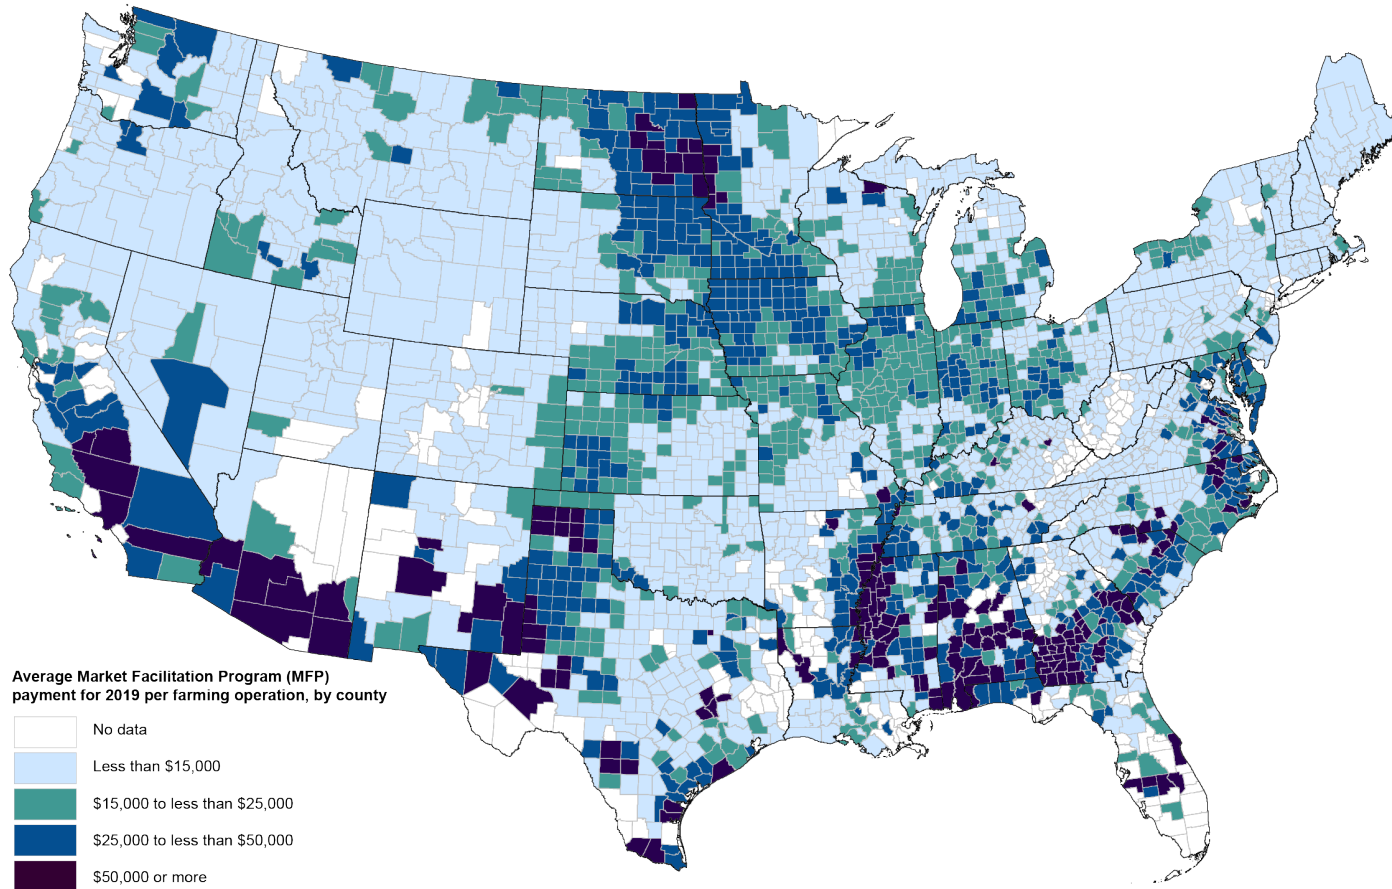 Average Market Facilitation Program (MFP)
payment for 2019 per farming operation, by county
No data
Less than $15,000
$15,000 to less than $25,000
$25,000 to less than $50,000
$50,000 or more